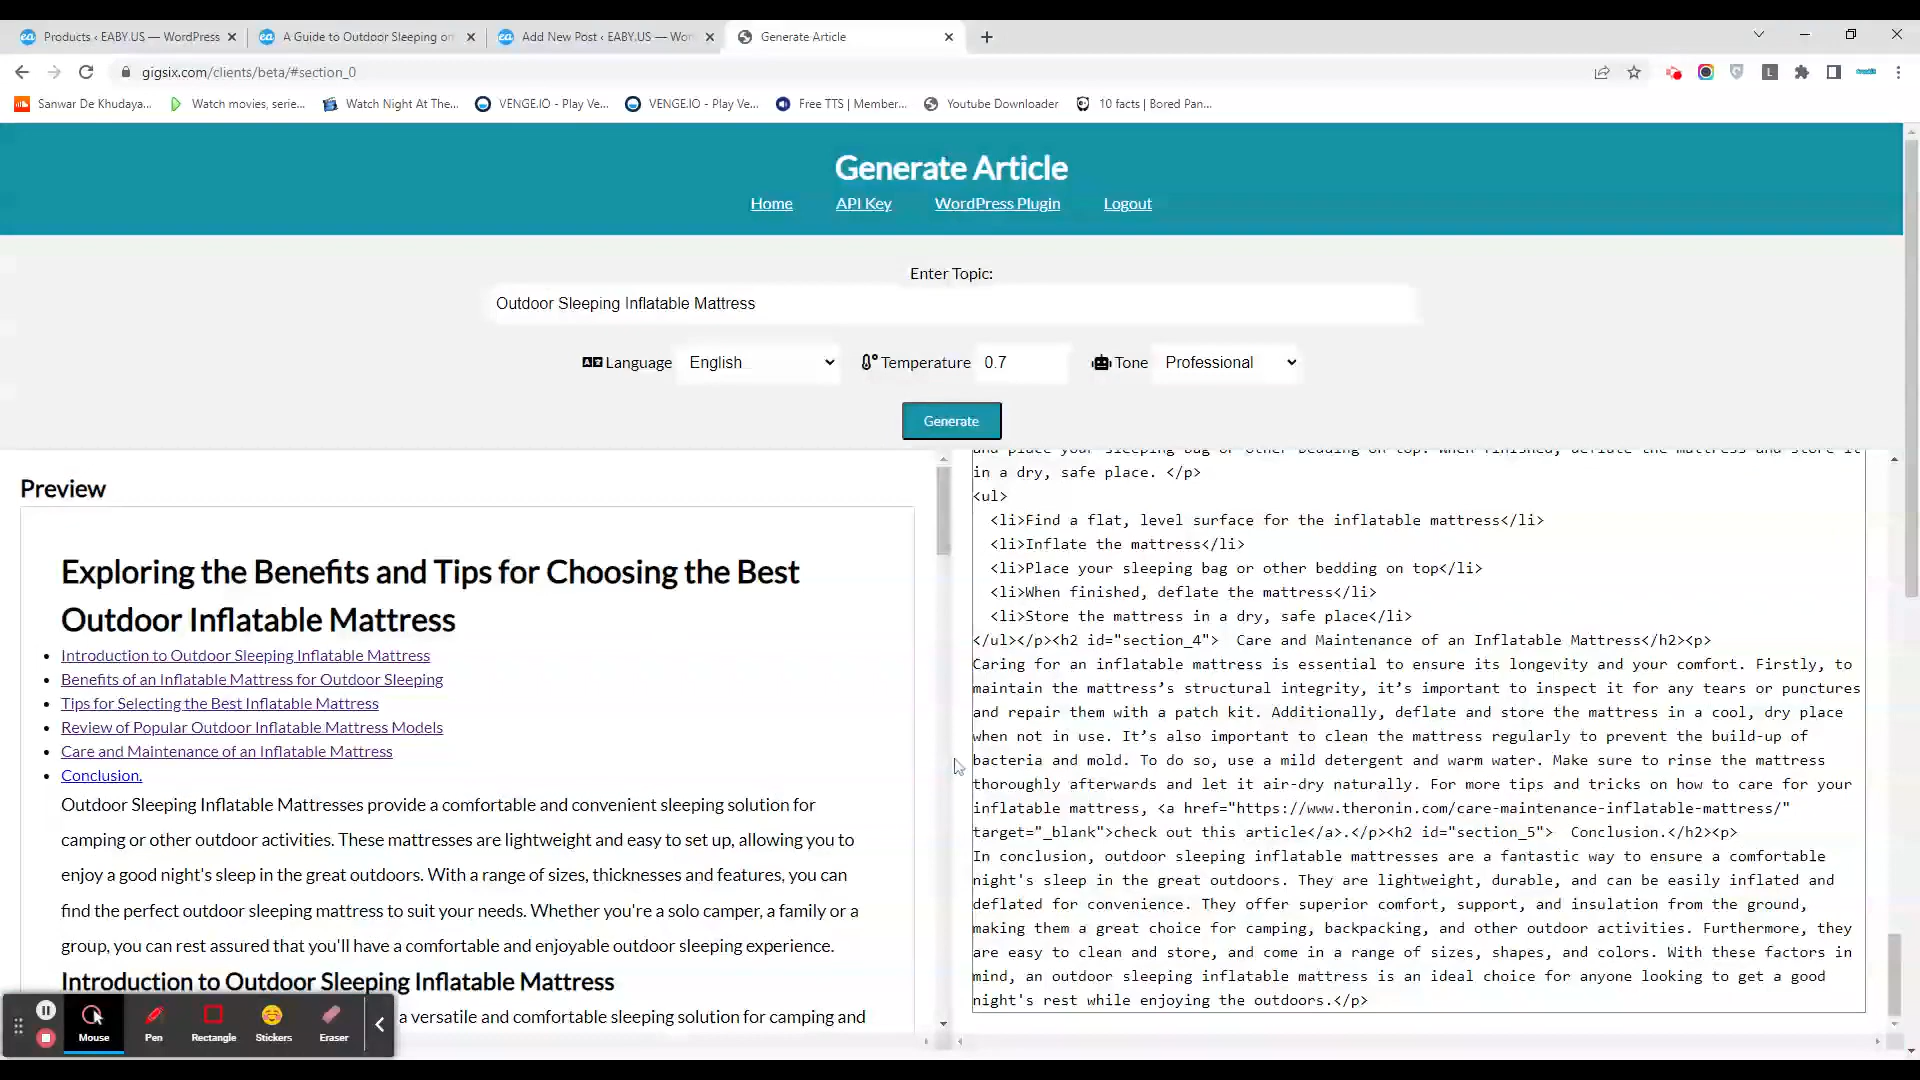 Products ‹ EABY.US — WordPress
A Guide to Outdoor Sleeping on
Add New Post ‹ EABY.US — Wor
Generate Article
gigsix.com/clients/beta/#section_0
Sanwar De Khudaya...
Watch movies, serie...
Watch Night At The...
VENGE.IO - Play Ve...
VENGE.IO - Play Ve...
Free TTS | Member...
Youtube Downloader
10 facts | Bored Pan...
Generate Article
Home API Key WordPress Plugin Logout
Enter Topic:
Outdoor Sleeping Inflatable Mattress
Language English Temperature 0.7 Tone Professional
Generate
Preview
Exploring the Benefits and Tips for Choosing the Best
Outdoor Inflatable Mattress
Introduction to Outdoor Sleeping Inflatable Mattress
Benefits of an Inflatable Mattress for Outdoor Sleeping
Tips for Selecting the Best Inflatable Mattress
Review of Popular Outdoor Inflatable Mattress Models
Care and Maintenance of an Inflatable Mattress
Conclusion.
Outdoor Sleeping Inflatable Mattresses provide a comfortable and convenient sleeping solution for
camping or other outdoor activities. These mattresses are lightweight and easy to set up, allowing you to
enjoy a good night's sleep in the great outdoors. With a range of sizes, thicknesses and features, you can
find the perfect outdoor sleeping mattress to suit your needs. Whether you're a solo camper, a family or a
group, you can rest assured that you'll have a comfortable and enjoyable outdoor sleeping experience.
Introduction to Outdoor Sleeping Inflatable Mattress
a versatile and comfortable sleeping solution for camping and
and place your sleeping bag or other bedding on top. When finished, deflate the mattress and store it
in a dry, safe place. </p>
<ul>
<li>Find a flat, level surface for the inflatable mattress</li>
<li>Inflate the mattress</li>
<li>Place your sleeping bag or other bedding on top</li>
<li>When finished, deflate the mattress</li>
<li>Store the mattress in a dry, safe place</li>
</ul></p><h2 id="section_4">  Care and Maintenance of an Inflatable Mattress</h2><p>
Caring for an inflatable mattress is essential to ensure its longevity and your comfort. Firstly, to
maintain the mattress’s structural integrity, it’s important to inspect it for any tears or punctures
and repair them with a patch kit. Additionally, deflate and store the mattress in a cool, dry place
when not in use. It’s also important to clean the mattress regularly to prevent the build-up of
bacteria and mold. To do so, use a mild detergent and warm water. Make sure to rinse the mattress
thoroughly afterwards and let it air-dry naturally. For more tips and tricks on how to care for your
inflatable mattress, <a href="https://www.theronin.com/care-maintenance-inflatable-mattress/"
target="_blank">check out this article</a>.</p><h2 id="section_5">  Conclusion.</h2><p>
In conclusion, outdoor sleeping inflatable mattresses are a fantastic way to ensure a comfortable
night's sleep in the great outdoors. They are lightweight, durable, and can be easily inflated and
deflated for convenience. They offer superior comfort, support, and insulation from the ground,
making them a great choice for camping, backpacking, and other outdoor activities. Furthermore, they
are easy to clean and store, and come in a range of sizes, shapes, and colors. With these factors in
mind, an outdoor sleeping inflatable mattress is an ideal choice for anyone looking to get a good
night's rest while enjoying the outdoors.</p>
Mouse Pen Rectangle Stickers Eraser